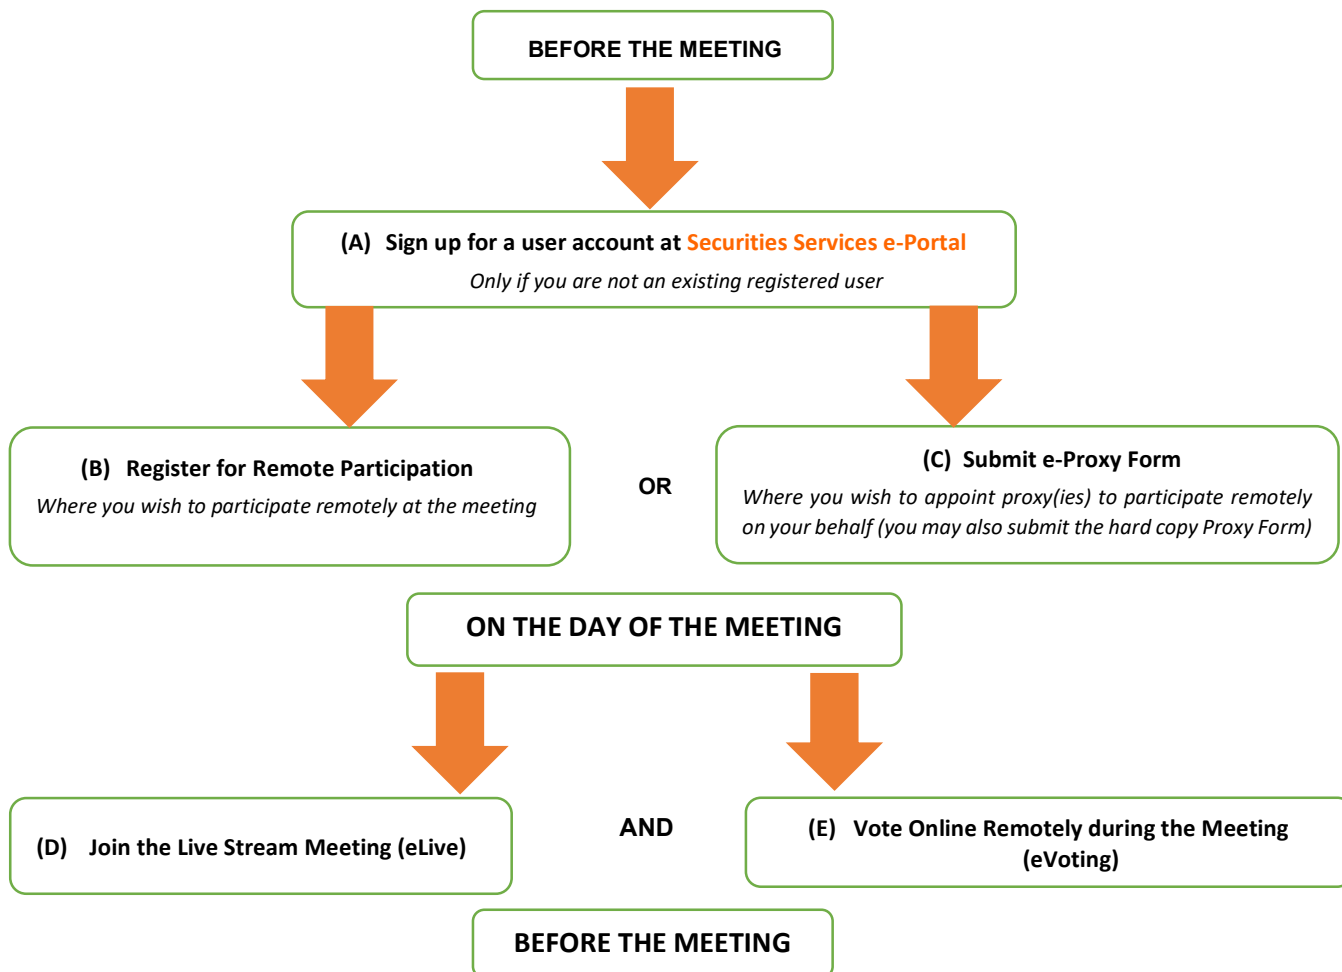 BEFORE THE MEETING
(A) Sign up for a user account at Securities Services e-Portal
Only if you are not an existing registered user
(B) Register for Remote Participation
Where you wish to participate remotely at the meeting
OR
(C) Submit e-Proxy Form
Where you wish to appoint proxy(ies) to participate remotely
on your behalf (you may also submit the hard copy Proxy Form)
ON THE DAY OF THE MEETING
(D) Join the Live Stream Meeting (eLive)
AND
(E) Vote Online Remotely during the Meeting
(eVoting)
BEFORE THE MEETING